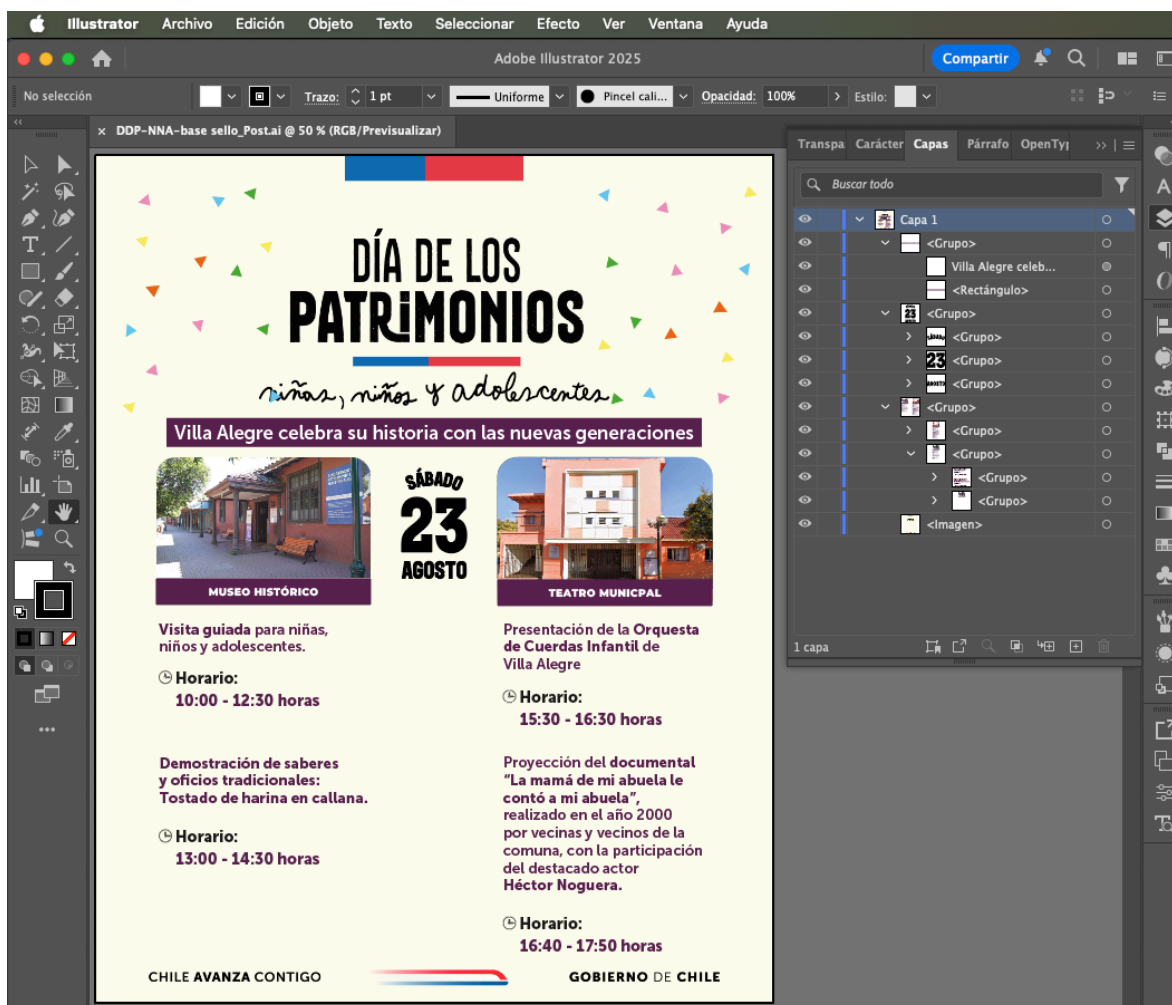 Illustrator Archivo Edición Objeto Texto Seleccionar Efecto Ver Ventana Ayuda
Adobe Illustrator 2025
Compartir
No selección
Trazo: 1 pt
Uniforme
Pincel cali...
Opacidad: 100%
Estilo:
× DDP-NNA-base sello_Post.ai @ 50 % (RGB/Previsualizar)
DÍA DE LOS
PATRiMONIOS
niñas, niños y adolescentes
Villa Alegre celebra su historia con las nuevas generaciones
SÁBADO
23
AGOSTO
MUSEO HISTÓRICO
Visita guiada para niñas,
niños y adolescentes.
Horario:
10:00 - 12:30 horas
Demostración de saberes
y oficios tradicionales:
Tostado de harina en callana.
Horario:
13:00 - 14:30 horas
TEATRO MUNICPAL
Presentación de la Orquesta
de Cuerdas Infantil de
Villa Alegre
Horario:
15:30 - 16:30 horas
Proyección del documental
“La mamá de mi abuela le
contó a mi abuela”,
realizado en el año 2000
por vecinas y vecinos de la
comuna, con la participación
del destacado actor
Héctor Noguera.
Horario:
16:40 - 17:50 horas
CHILE AVANZA CONTIGO
GOBIERNO DE CHILE
Transpa Carácter Capas Párrafo OpenTyp
Buscar todo
Capa 1
<Grupo>
Villa Alegre celeb...
<Rectángulo>
<Grupo>
<Grupo>
<Grupo>
<Grupo>
<Grupo>
<Grupo>
<Grupo>
<Grupo>
<Grupo>
<Imagen>
1 capa